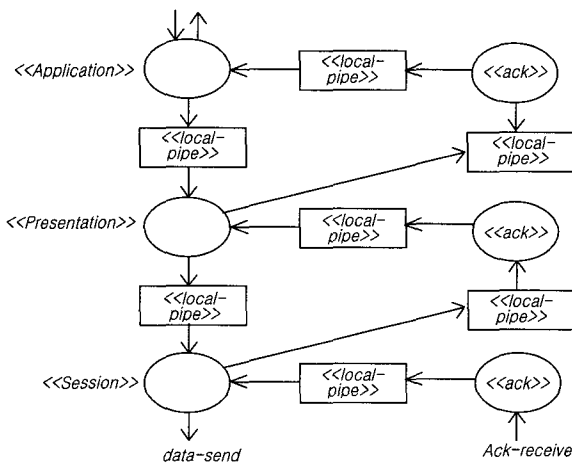 <<Application>>
<<local-
pipe>>
<<ack>>
<<local-
pipe>>
<<local-
pipe>>
<<Presentation>>
<<local-
pipe>>
<<ack>>
<<local-
pipe>>
<<local-
pipe>>
<<Session>>
<<local-
pipe>>
<<ack>>
data-send
Ack-receive